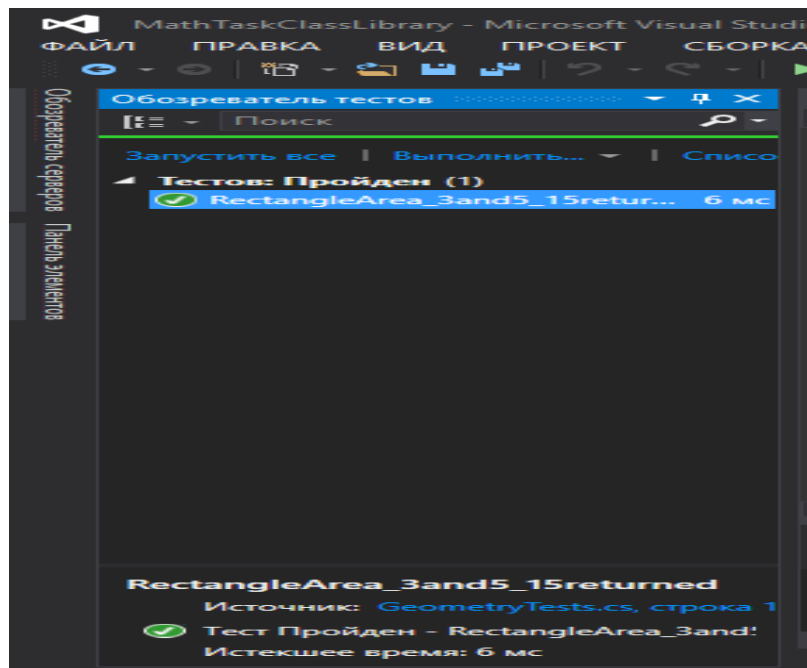 MathTaskClassLibrary - Microsoft Visual Studi
ФАЙЛ ПРАВКА ВИД ПРОЕКТ СБОРКА
Обозреватель серверов
Панель элементов
Обозреватель тестов
Поиск
Запустить все | Выполнить... | Списо
Тестов: Пройден (1)
RectangleArea_3and5_15retur... 6 мс
RectangleArea_3and5_15returned
Источник: GeometryTests.cs, строка 1
Тест Пройден - RectangleArea_3and
Истекшее время: 6 мс